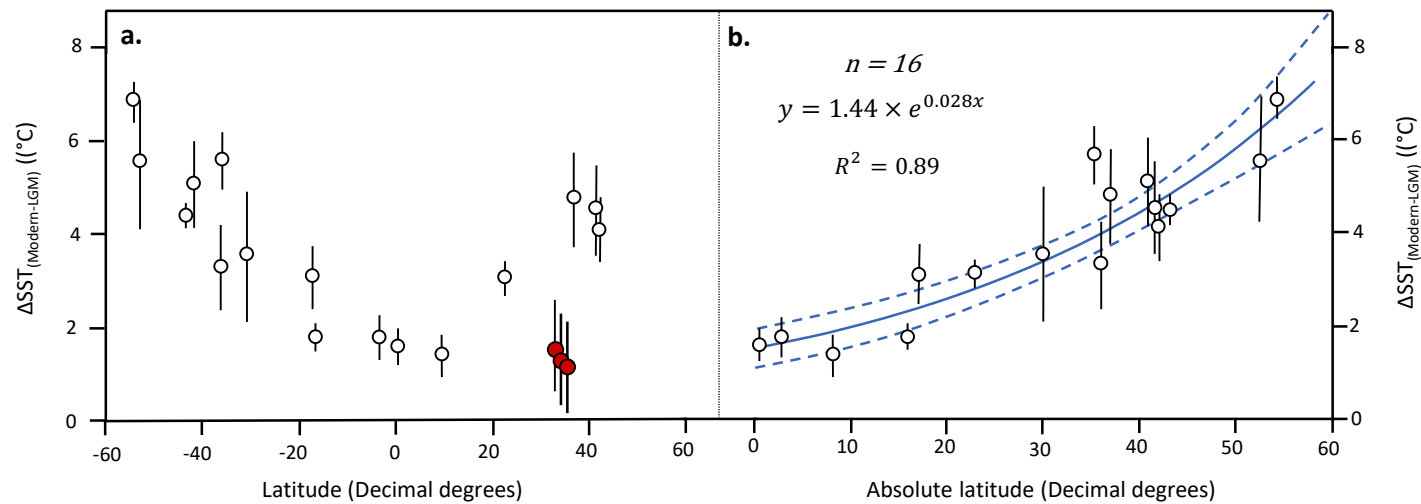 a.
8
6
4
2
0
ΔSST(Modern-LGM) ((°C)
-60
-40
-20
0
20
40
60
Latitude (Decimal degrees)
b.
n = 16
y = 1.44 × e^0.028x
R² = 0.89
8
6
4
2
0
ΔSST(Modern-LGM) ((°C)
0
10
20
30
40
50
60
Absolute latitude (Decimal degrees)